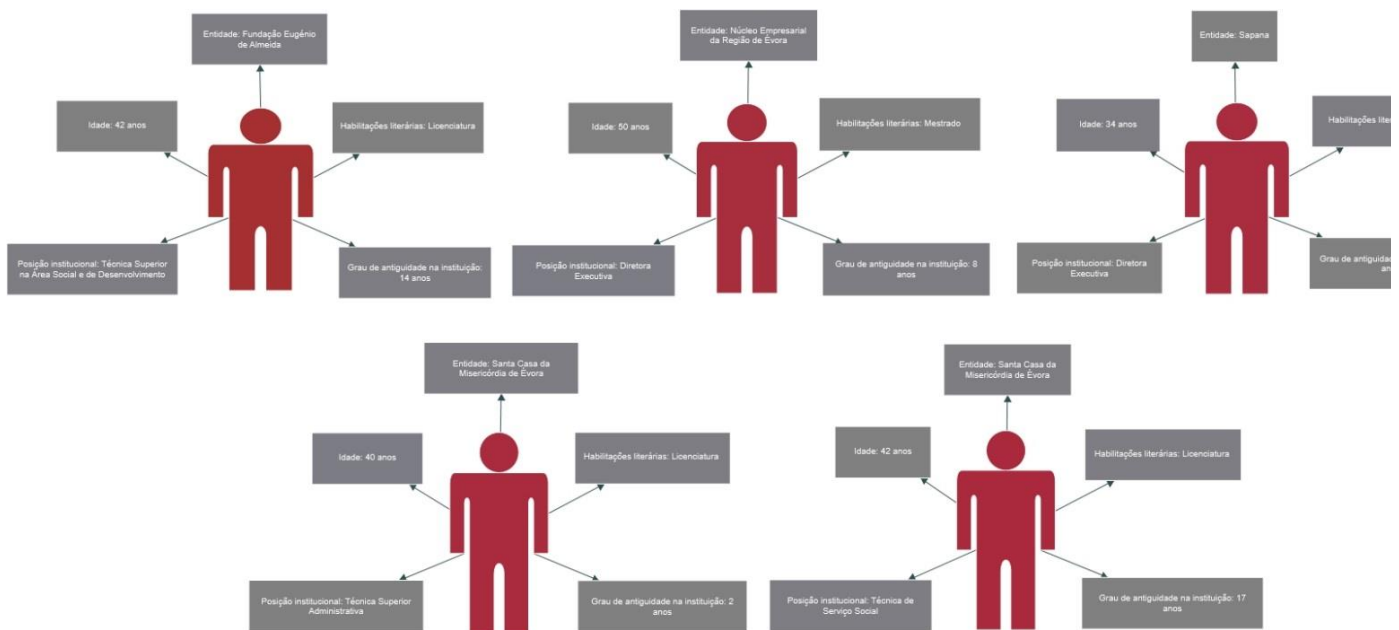 Entidade: Fundação Eugénio
de Almeida
Idade: 42 anos
Habilitações literárias: Licenciatura
Posição institucional: Técnica Superior
na Área Social e de Desenvolvimento
Grau de antiguidade na instituição:
14 anos
Entidade: Núcleo Empresarial
da Região de Évora
Idade: 50 anos
Habilitações literárias: Mestrado
Posição institucional: Diretora
Executiva
Grau de antiguidade na instituição: 8
anos
Entidade: Sapana
Idade: 34 anos
Habilitações
Posição institucional: Diretora
Executiva
Grau de antiguidade
Entidade: Santa Casa da
Misericórdia de Évora
Idade: 40 anos
Habilitações literárias: Licenciatura
Posição institucional: Técnica Superior
Administrativa
Grau de antiguidade na instituição: 2
anos
Entidade: Santa Casa da
Misericórdia de Évora
Idade: 42 anos
Habilitações literárias: Licenciatura
Posição institucional: Técnica de
Serviço Social
Grau de antiguidade na instituição: 17
anos